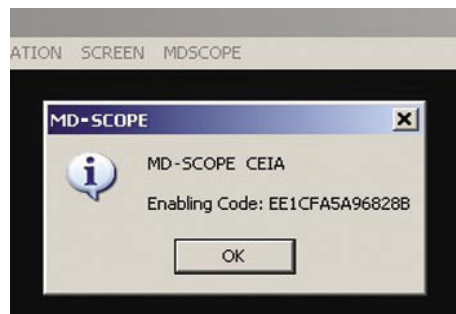 ATION SCREEN MDSCOPE
MD-SCOPE
MD-SCOPE CEIA
Enabling Code: EE1CFA5A96828B
OK